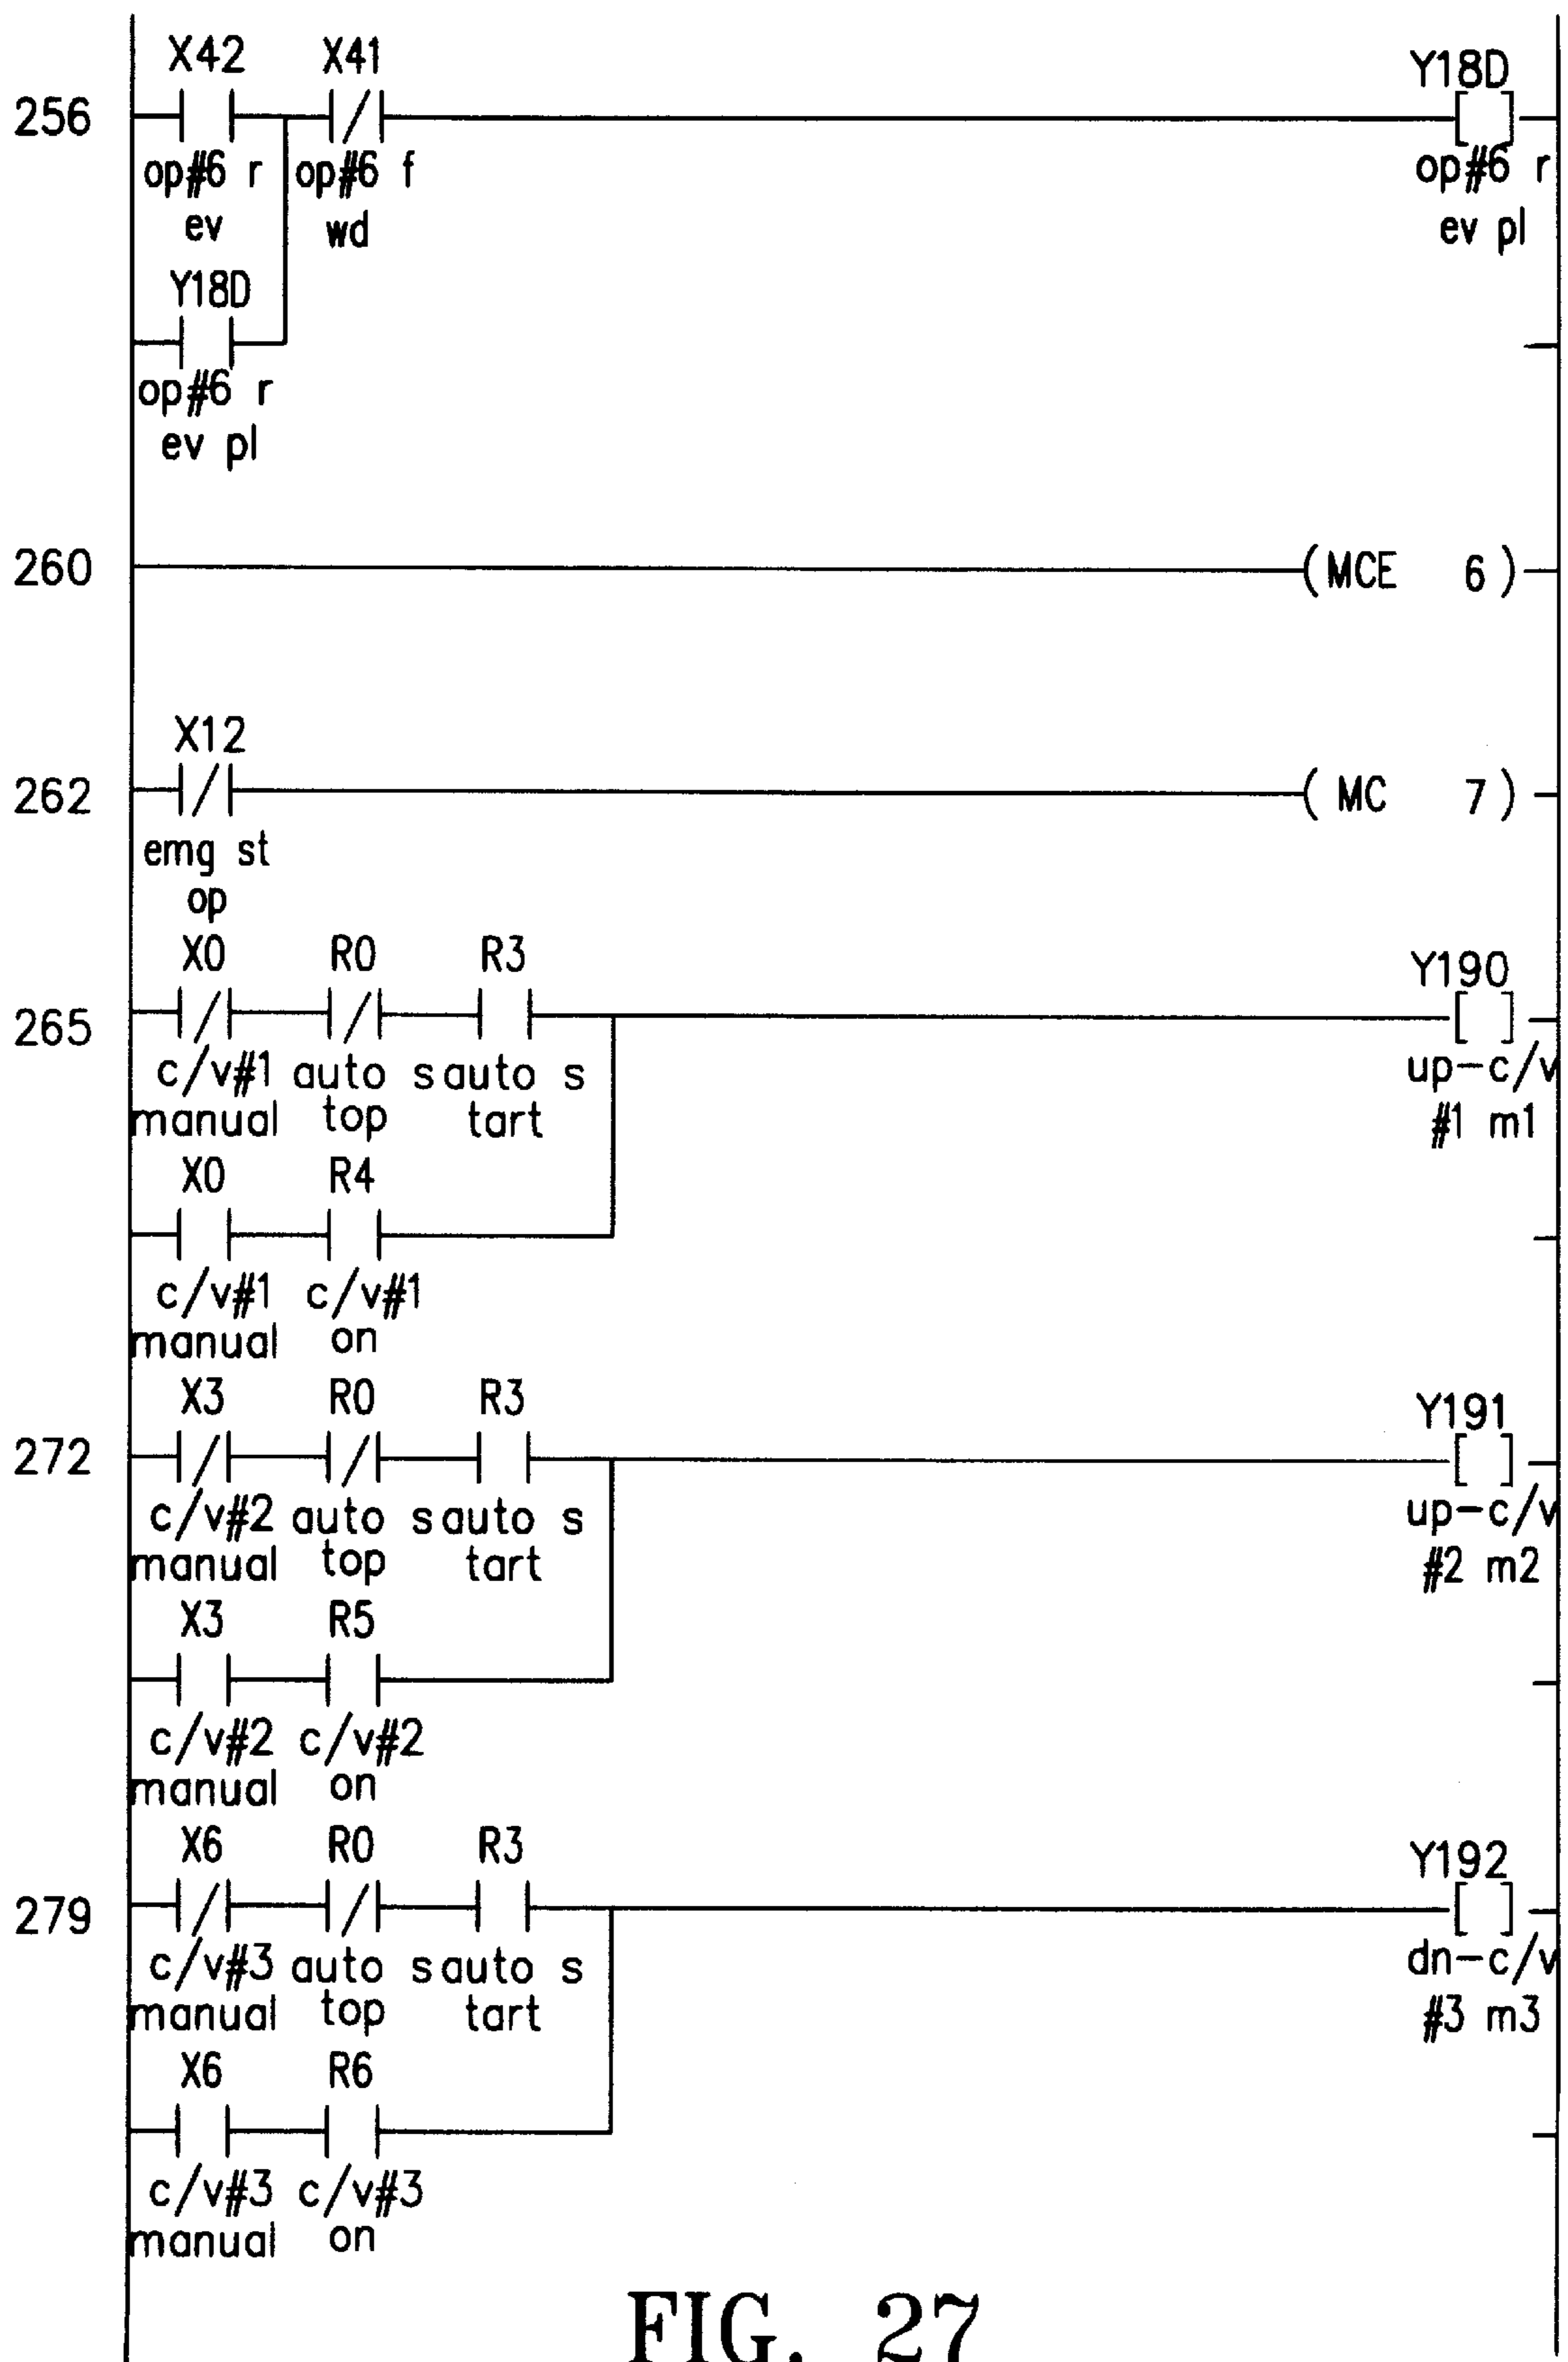 X42 X41 Y18D
256
op#6 r op#6 f op#6 r
ev wd ev pl
Y18D
op#6 r
ev pl
260 (MCE 6)
X12
262 (MC 7)
emg st
op
X0 R0 R3 Y190
265
c/v#1 auto s auto s up-c/v
manual top tart #1 m1
X0 R4
c/v#1 c/v#1
manual on
X3 R0 R3 Y191
272
c/v#2 auto s auto s up-c/v
manual top tart #2 m2
X3 R5
c/v#2 c/v#2
manual on
X6 R0 R3 Y192
279
c/v#3 auto s auto s dn-c/v
manual top tart #3 m3
X6 R6
c/v#3 c/v#3
manual on
FIG. 27